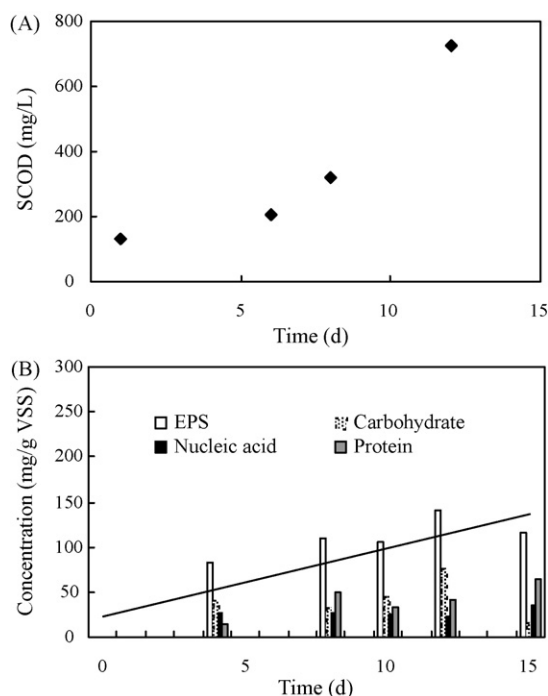 (A)
800
600
400
200
0
SCOD (mg/L)
0 5 10 15
Time (d)
(B)
300
250
200
150
100
50
0
Concentration (mg/g VSS)
EPS Carbohydrate
Nucleic acid Protein
0 5 10 15
Time (d)